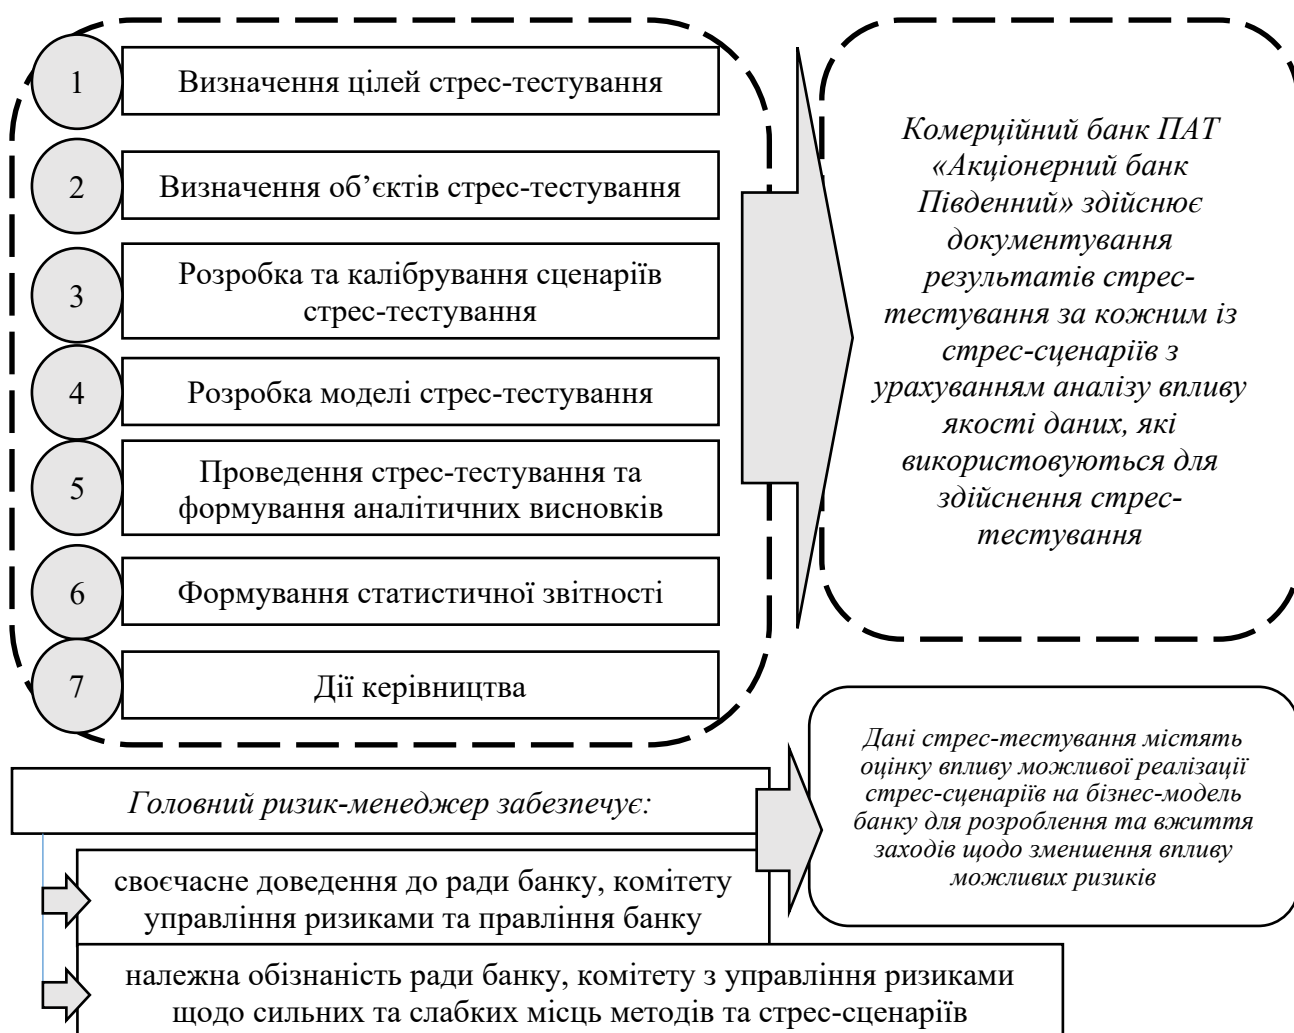 1
Визначення цілей стрес-тестування
2
Визначення об’єктів стрес-тестування
3
Розробка та калібрування сценаріїв
стрес-тестування
4
Розробка моделі стрес-тестування
5
Проведення стрес-тестування та
формування аналітичних висновків
6
Формування статистичної звітності
7
Дії керівництва
Комерційний банк ПАТ
«Акціонерний банк
Південний» здійснює
документування
результатів стрес-
тестування за кожним із
стрес-сценаріїв з
урахуванням аналізу впливу
якості даних, які
використовуються для
здійснення стрес-
тестування
Головний ризик-менеджер забезпечує:
своєчасне доведення до ради банку, комітету
управління ризиками та правління банку
належна обізнаність ради банку, комітету з управління ризиками
щодо сильних та слабких місць методів та стрес-сценаріїв
Дані стрес-тестування містять
оцінку впливу можливої реалізації
стрес-сценаріїв на бізнес-модель
банку для розроблення та вжиття
заходів щодо зменшення впливу
можливих ризиків